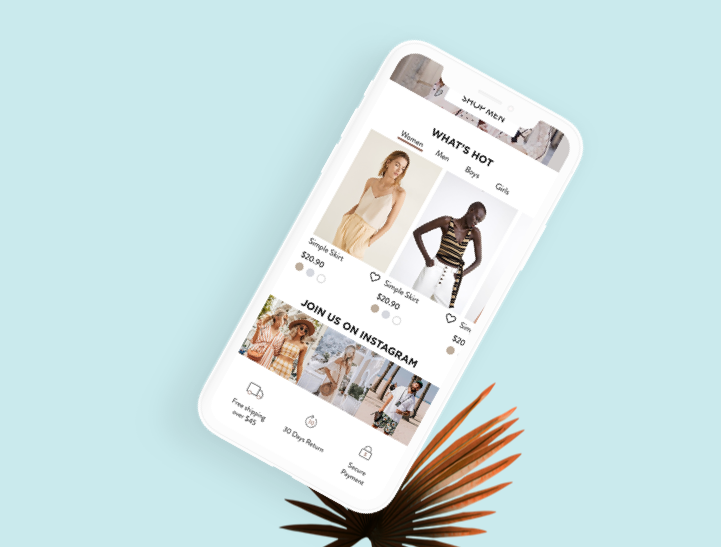 SHOP MEN
WHAT'S HOT
Women Men Boys Girls
Simple Skirt
$20.90
Simple Skirt
$20.90
Sim
$20
JOIN US ON INSTAGRAM
Free shipping
over $45
30
30 Days Return
Secure
Payment